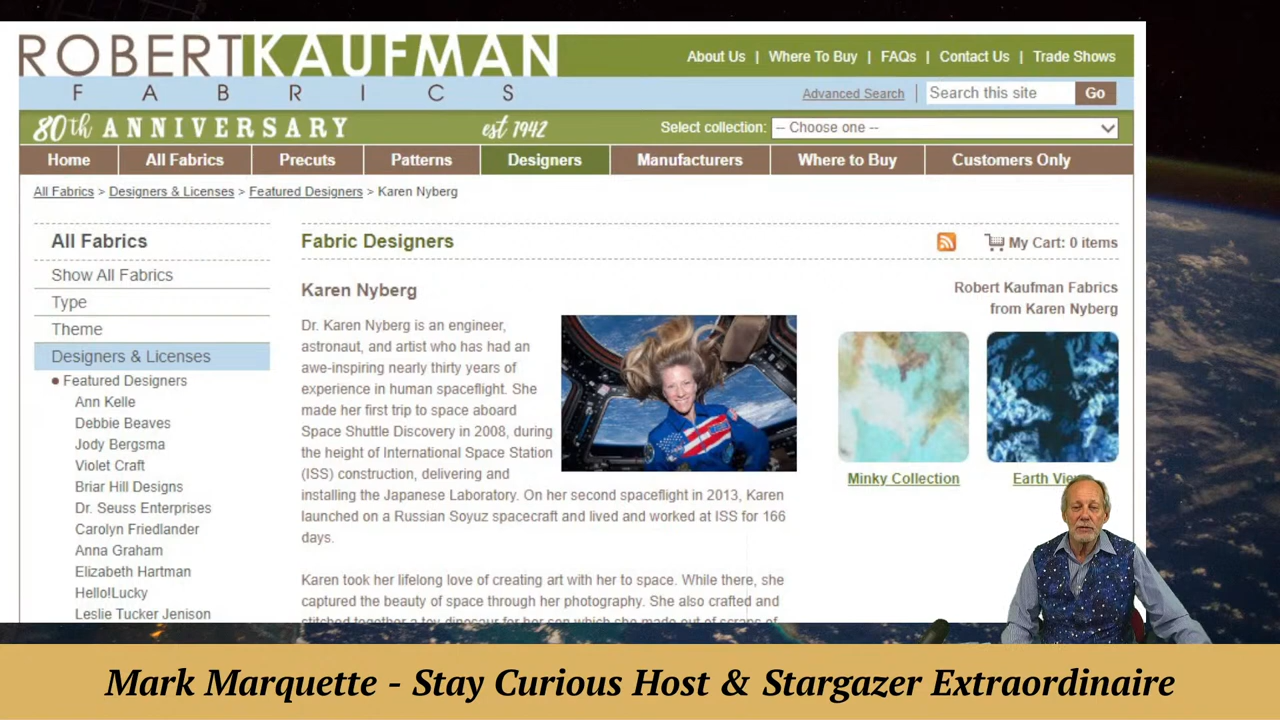 ROBERTKAUFMAN
FABRICS
80th ANNIVERSARY est 1942
About Us | Where To Buy | FAQs | Contact Us | Trade Shows
Advanced Search | Search this site Go
Select collection: -- Choose one --
Home All Fabrics Precuts Patterns Designers Manufacturers Where to Buy Customers Only
All Fabrics > Designers & Licenses > Featured Designers > Karen Nyberg
All Fabrics
Show All Fabrics
Type
Theme
Designers & Licenses
Featured Designers
Ann Kelle
Debbie Beaves
Jody Bergsma
Violet Craft
Briar Hill Designs
Dr. Seuss Enterprises
Carolyn Friedlander
Anna Graham
Elizabeth Hartman
Hello!Lucky
Leslie Tucker Jenison
Fabric Designers
My Cart: 0 items
Karen Nyberg
Dr. Karen Nyberg is an engineer,
astronaut, and artist who has had an
awe-inspiring nearly thirty years of
experience in human spaceflight. She
made her first trip to space aboard
Space Shuttle Discovery in 2008, during
the height of International Space Station
(ISS) construction, delivering and
installing the Japanese Laboratory. On her second spaceflight in 2013, Karen
launched on a Russian Soyuz spacecraft and lived and worked at ISS for 166
days.
Karen took her lifelong love of creating art with her to space. While there, she
captured the beauty of space through her photography. She also crafted and
stitched together a toy dinosaur for her son which she made out of scraps of
Robert Kaufman Fabrics
from Karen Nyberg
Minky Collection
Earth
Mark Marquette - Stay Curious Host & Stargazer Extraordinaire